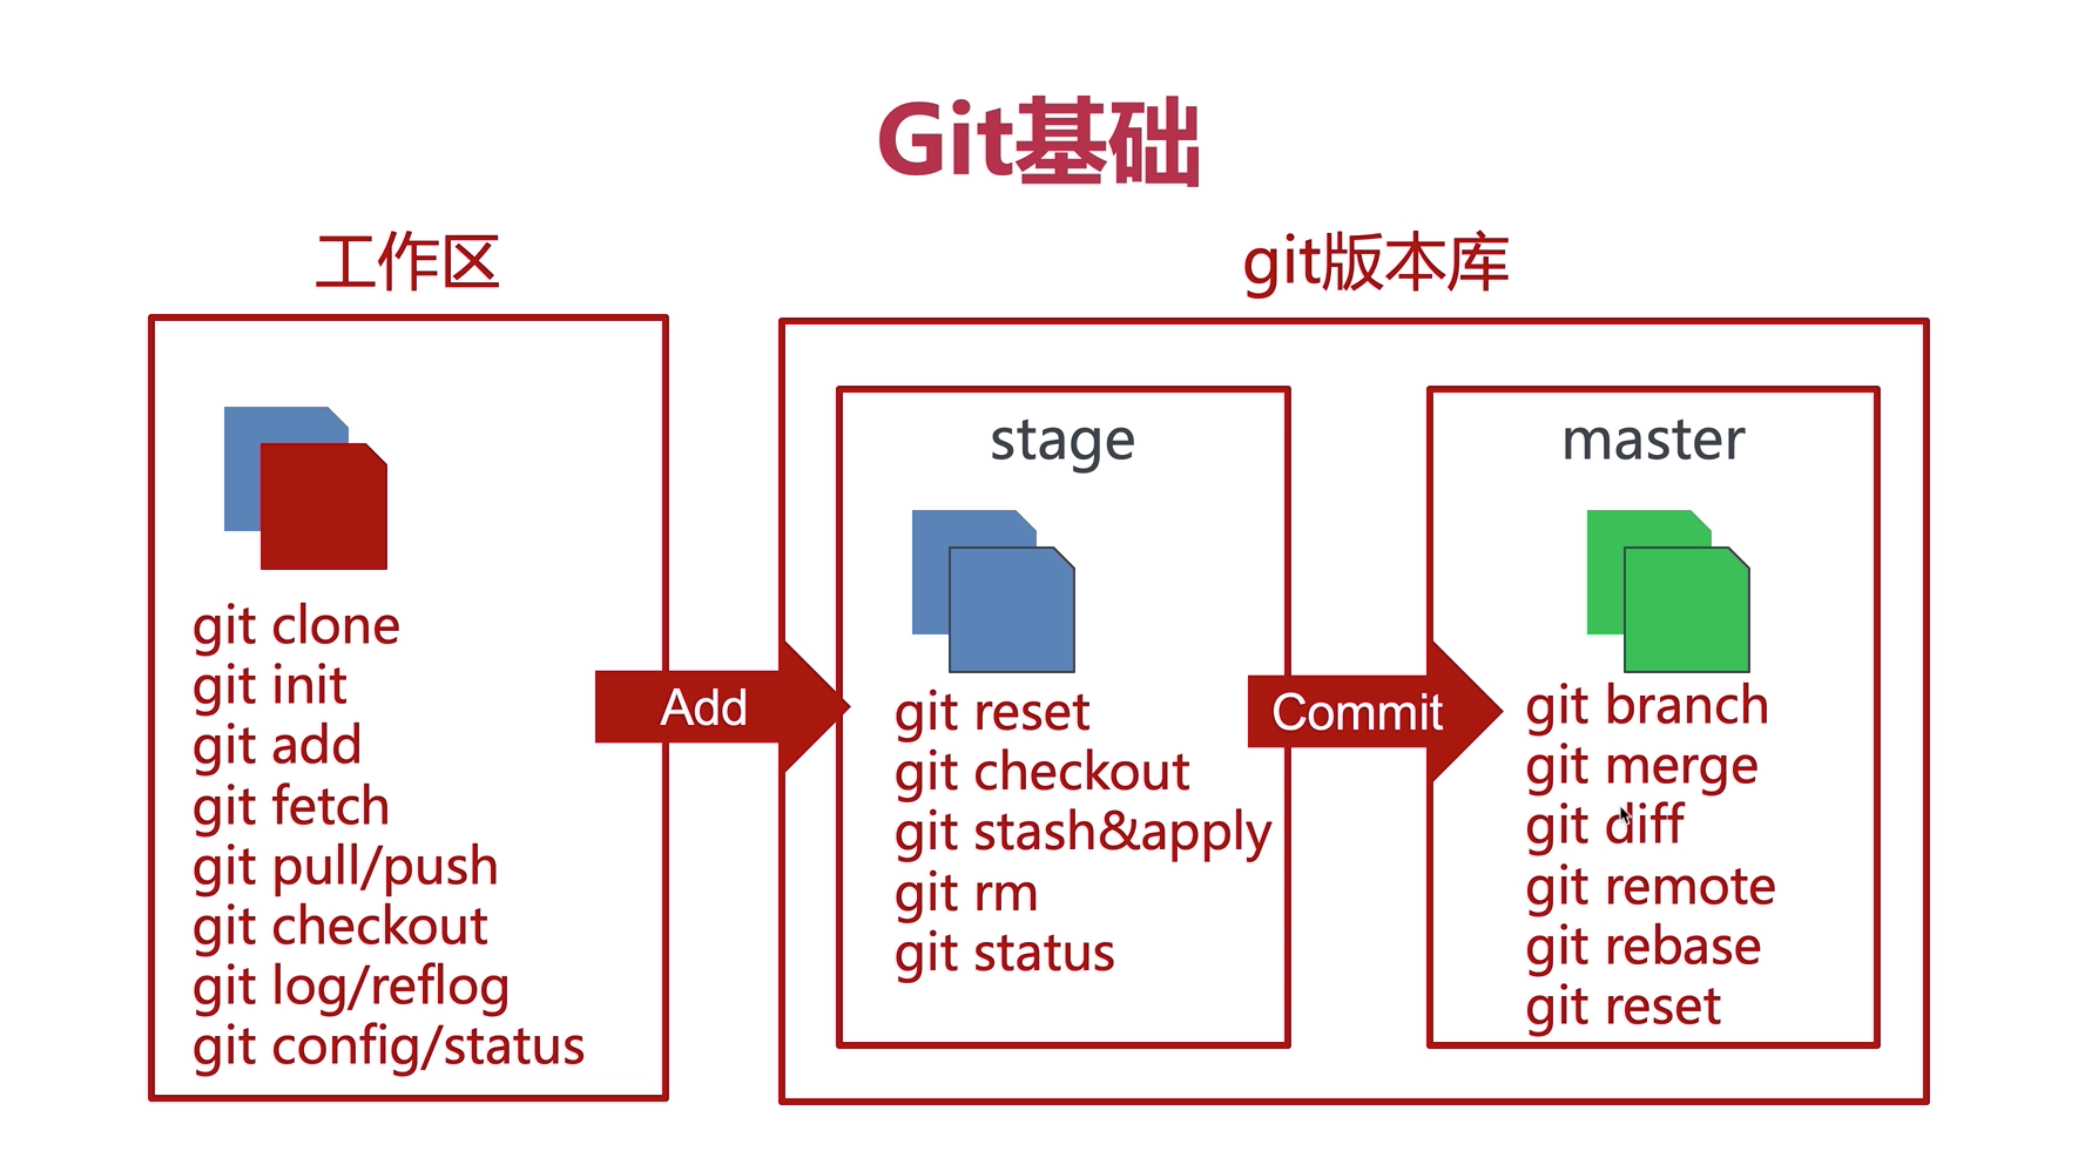 Git基础
工作区
git clone
git init
git add
git fetch
git pull/push
git checkout
git log/reflog
git config/status
Add
git版本库
stage
git reset
git checkout
git stash&apply
git rm
git status
Commit
master
git branch
git merge
git diff
git remote
git rebase
git reset